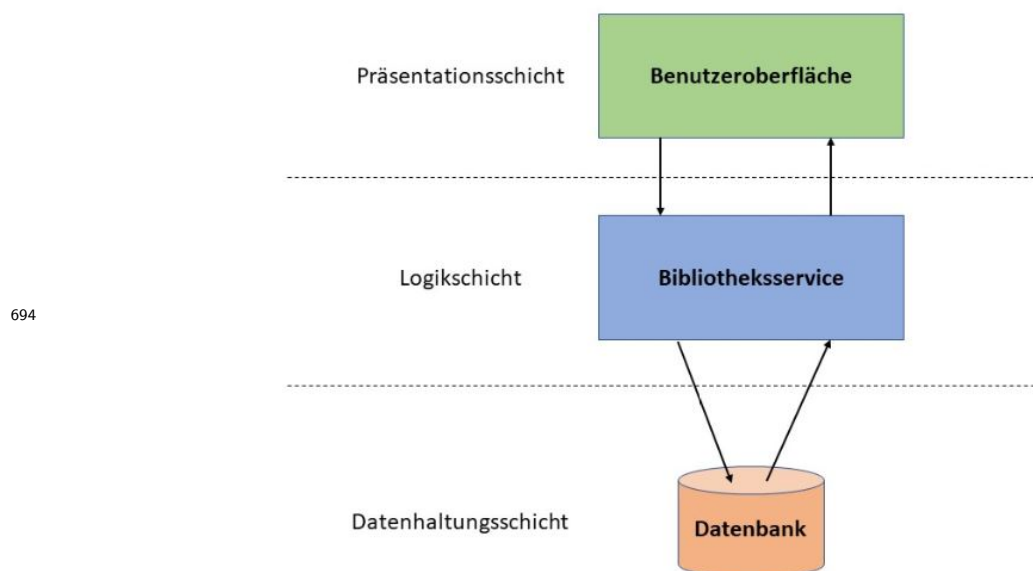 Präsentationsschicht Benutzeroberfläche
Logikschicht Bibliotheksservice
694
Datenhaltungsschicht Datenbank